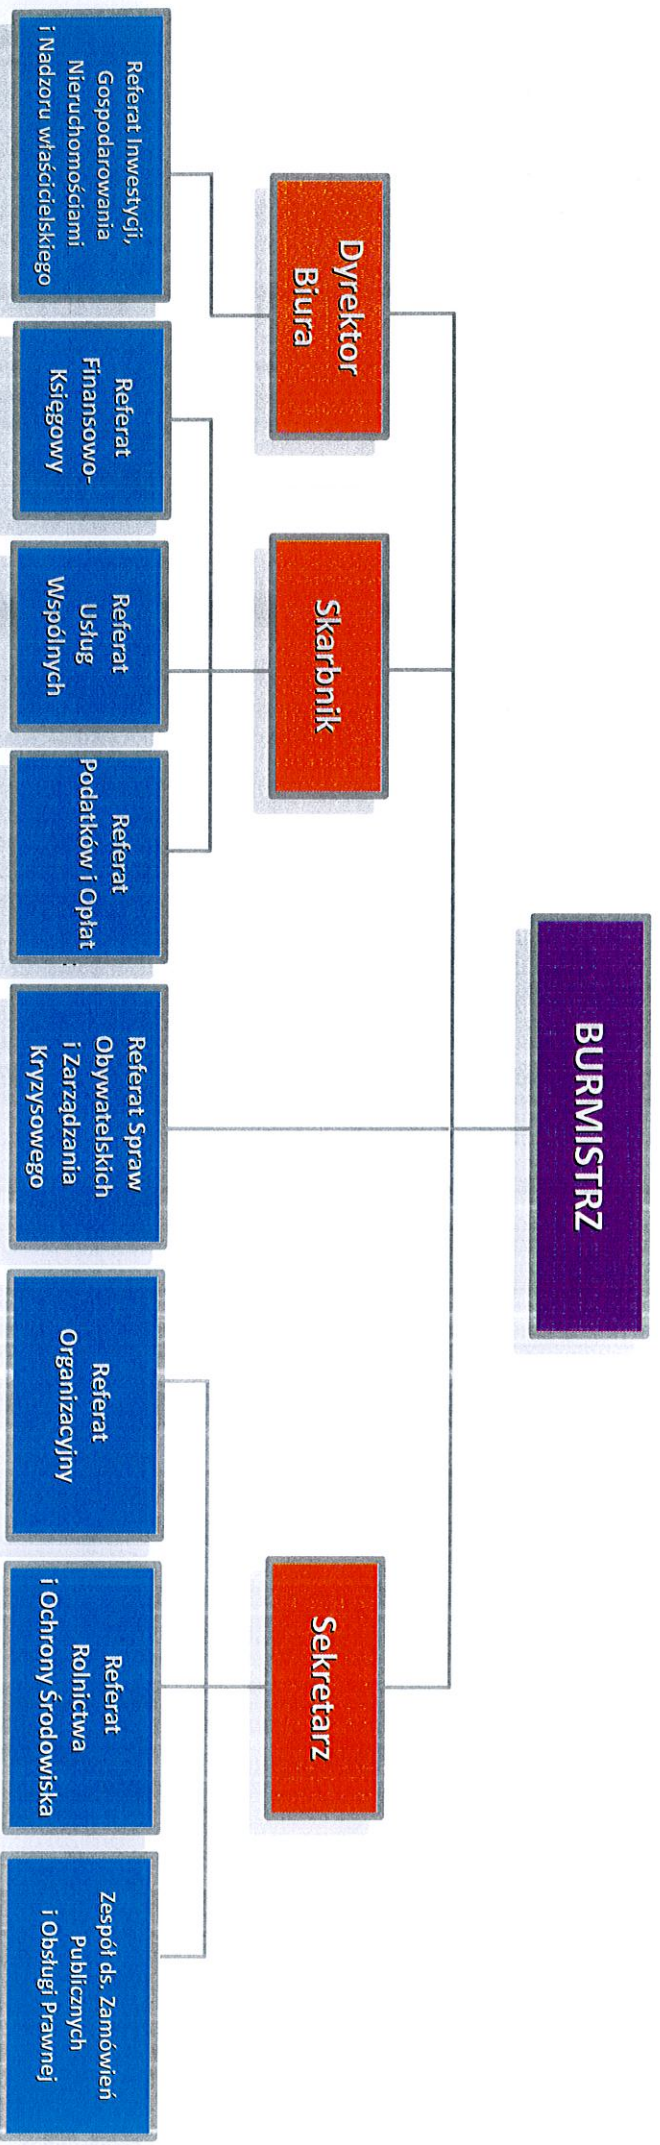 BURMISTRZ
Dyrektor
Biura
Skarbnik
Sekretarz
Referat Inwestycji,
Gospodarowania
Nieruchomościami
i Nadzoru właścicielskiego
Referat
Finansowo-
Księgowy
Referat
Usług
Wspólnych
Referat
Podatków i Opłat
Referat Spraw
Obywatelskich
i Zarządzania
Kryzysowego
Referat
Organizacyjny
Referat
Rolnictwa
i Ochrony Środowiska
Zespół ds. Zamówień
Publicznych
i Obsługi Prawnej